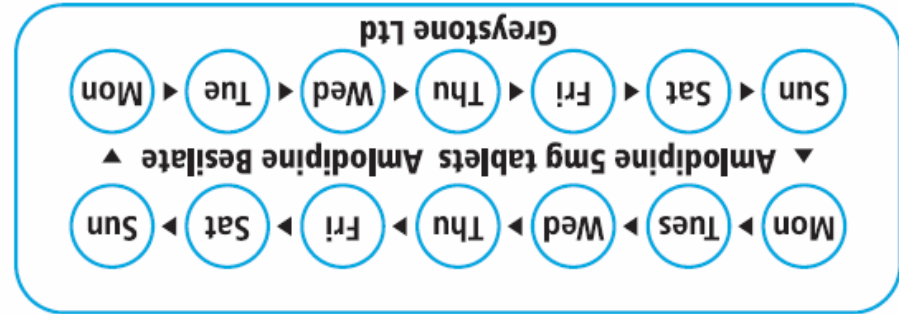 Mon ► Tues ► Wed ► Thu ► Fri ► Sat ► Sun
▲ Amlodipine 5mg tablets Amlodipine Besilate ▼
Sun ◄ Sat ◄ Fri ◄ Thu ◄ Wed ◄ Tue ◄ Mon
Greystone Ltd